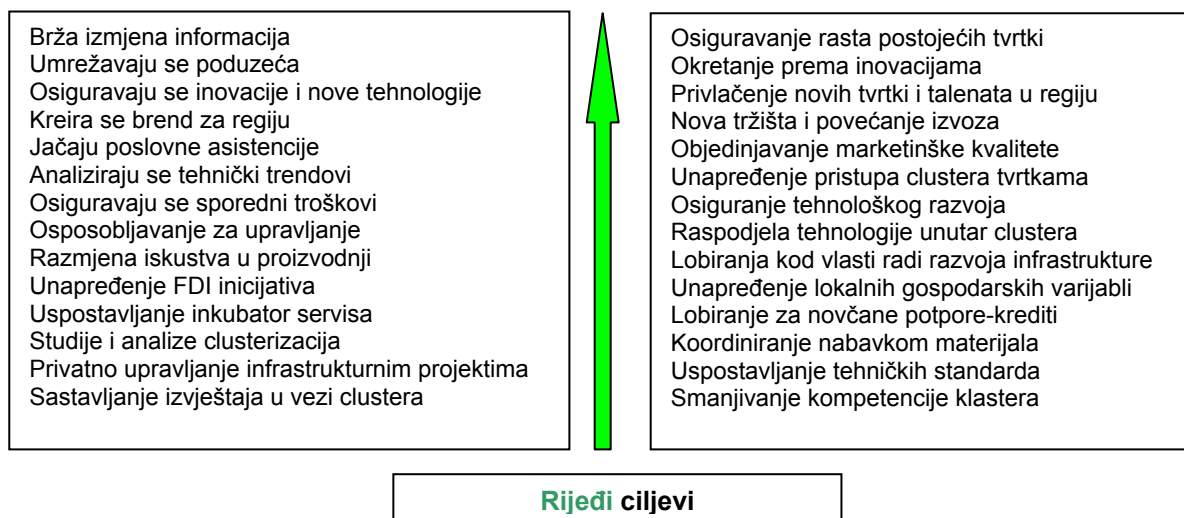 Brža izmjena informacija
Umrežavaju se poduzeća
Osiguravaju se inovacije i nove tehnologije
Kreira se brend za regiju
Jačaju poslovne asistencije
Analiziraju se tehnički trendovi
Osiguravaju se sporedni troškovi
Osposobljavanje za upravljanje
Razmjena iskustva u proizvodnji
Unapređenje FDI inicijativa
Uspostavljanje inkubator servisa
Studije i analize clusterizacija
Privatno upravljanje infrastrukturnim projektima
Sastavljanje izvještaja u vezi clustera
Osiguravanje rasta postojećih tvrtki
Okretanje prema inovacijama
Privlačenje novih tvrtki i talenata u regiju
Nova tržišta i povećanje izvoza
Objedinjavanje marketinške kvalitete
Unapređenje pristupa clustera tvrtkama
Osiguranje tehnološkog razvoja
Raspodjela tehnologije unutar clustera
Lobiranja kod vlasti radi razvoja infrastrukture
Unapređenje lokalnih gospodarskih varijabli
Lobiranje za novčane potpore-krediti
Koordiniranje nabavkom materijala
Uspostavljanje tehničkih standarda
Smanjivanje kompetencije klastera
Rijeđi ciljevi